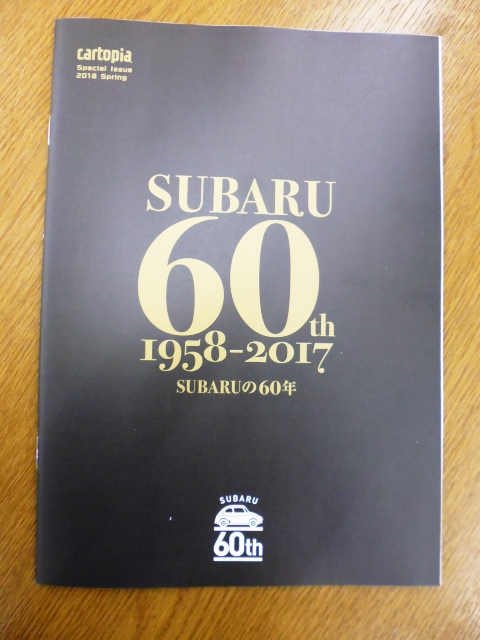 cartopia
Special Issue
2018 Spring
SUBARU
60th
1958-2017
SUBARUの60年
SUBARU
60th